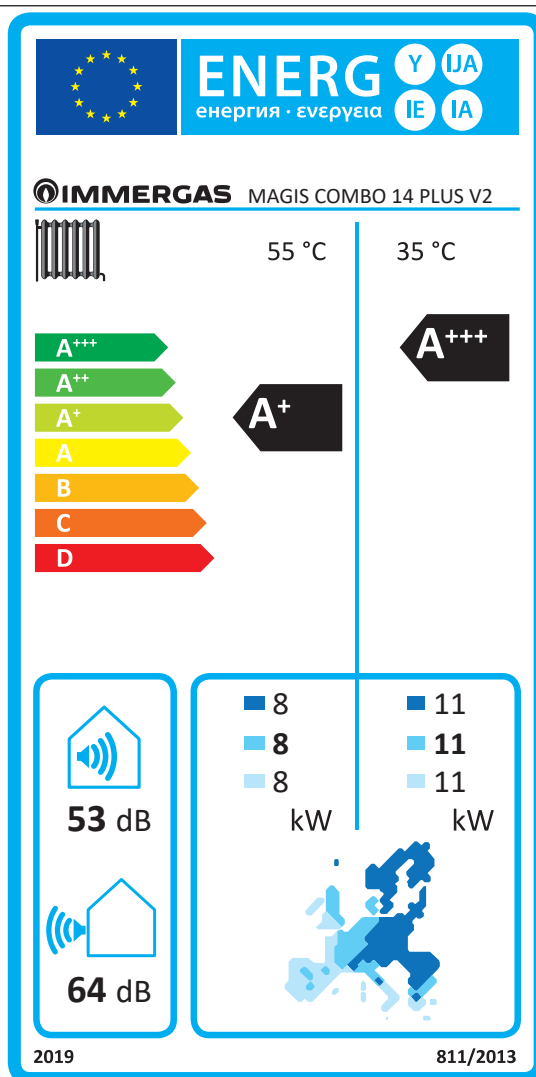 ENERG Y IJA
енергия · ενεργεια IE IA
IMMERGAS MAGIS COMBO 14 PLUS V2
55 °C 35 °C
A+++
A+++
A++
A+
A+
A
B
C
D
8 11
8 11
8 11
kW kW
53 dB
64 dB
2019 811/2013